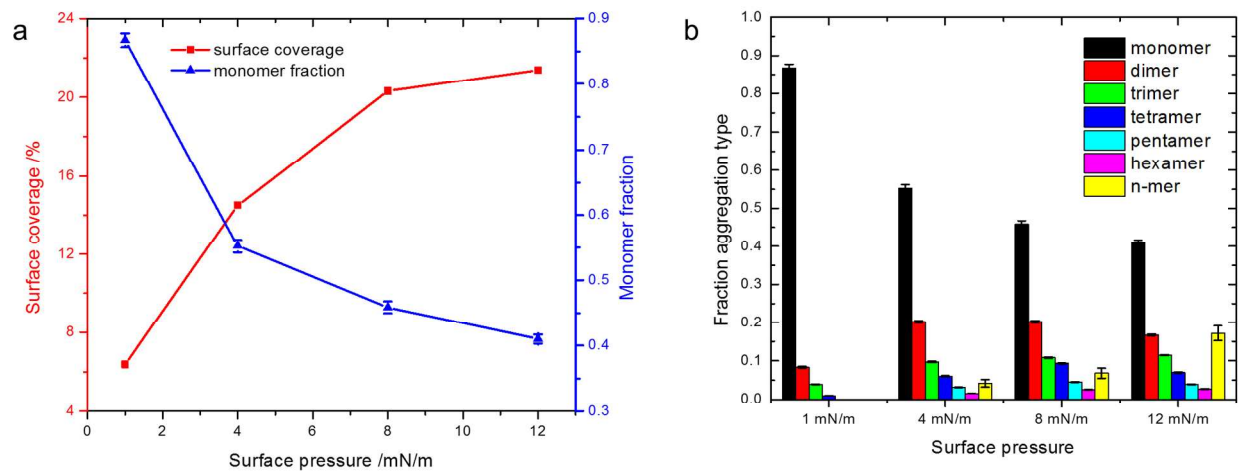 a
24
20
16
12
8
4
Surface coverage /%
surface coverage
monomer fraction
0.9
0.8
0.7
0.6
0.5
0.4
0.3
Monomer fraction
0 2 4 6 8 10 12
Surface pressure /mN/m
b
1.0
0.9
0.8
0.7
0.6
0.5
0.4
0.3
0.2
0.1
0.0
Fraction aggregation type
monomer
dimer
trimer
tetramer
pentamer
hexamer
n-mer
1 mN/m 4 mN/m 8 mN/m 12 mN/m
Surface pressure